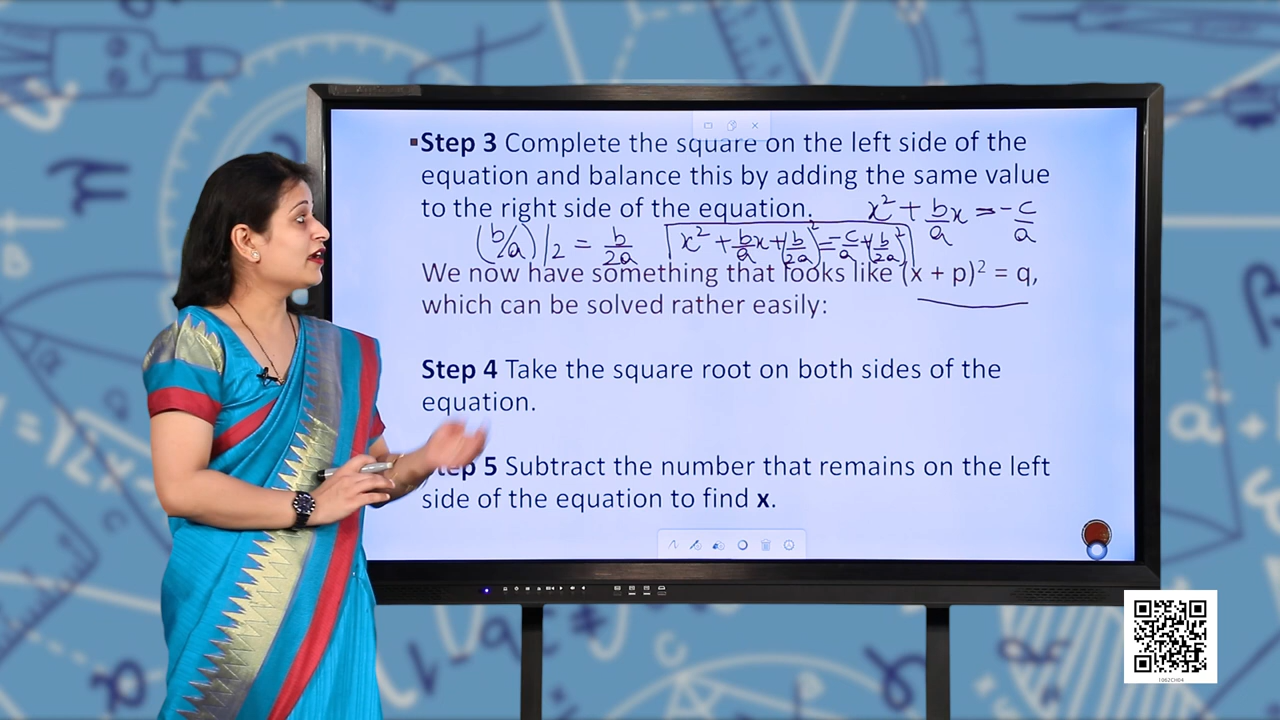 ▪Step 3 Complete the square on the left side of the
equation and balance this by adding the same value
to the right side of the equation. x² + b/a x = -c/a
(b/a)/2 = b/2a x² + b/a x + (b/2a)² = -c/a + (b/2a)²
We now have something that looks like (x + p)² = q,
which can be solved rather easily:
Step 4 Take the square root on both sides of the
equation.
Step 5 Subtract the number that remains on the left
side of the equation to find x.
1062CH04